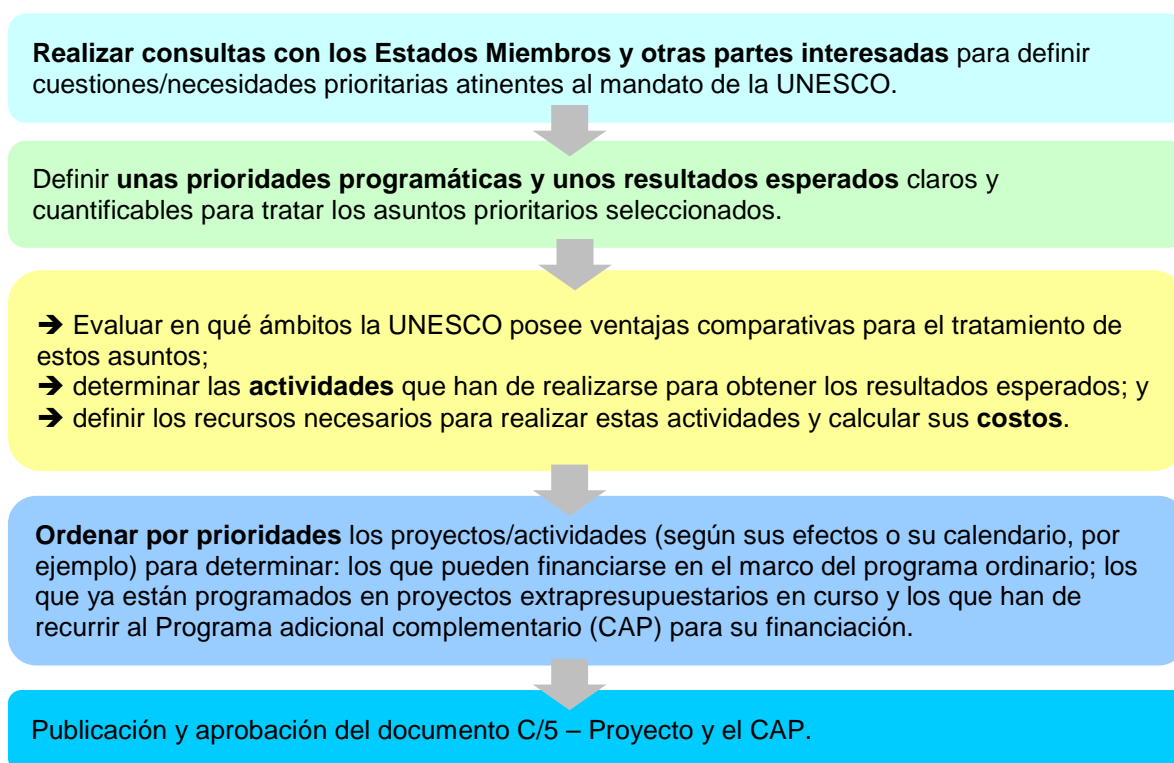 Realizar consultas con los Estados Miembros y otras partes interesadas para definir
cuestiones/necesidades prioritarias atinentes al mandato de la UNESCO.
Definir unas prioridades programáticas y unos resultados esperados claros y
cuantificables para tratar los asuntos prioritarios seleccionados.
➔ Evaluar en qué ámbitos la UNESCO posee ventajas comparativas para el tratamiento de
estos asuntos;
➔ determinar las actividades que han de realizarse para obtener los resultados esperados; y
➔ definir los recursos necesarios para realizar estas actividades y calcular sus costos.
Ordenar por prioridades los proyectos/actividades (según sus efectos o su calendario, por
ejemplo) para determinar: los que pueden financiarse en el marco del programa ordinario; los
que ya están programados en proyectos extrapresupuestarios en curso y los que han de
recurrir al Programa adicional complementario (CAP) para su financiación.
Publicación y aprobación del documento C/5 – Proyecto y el CAP.